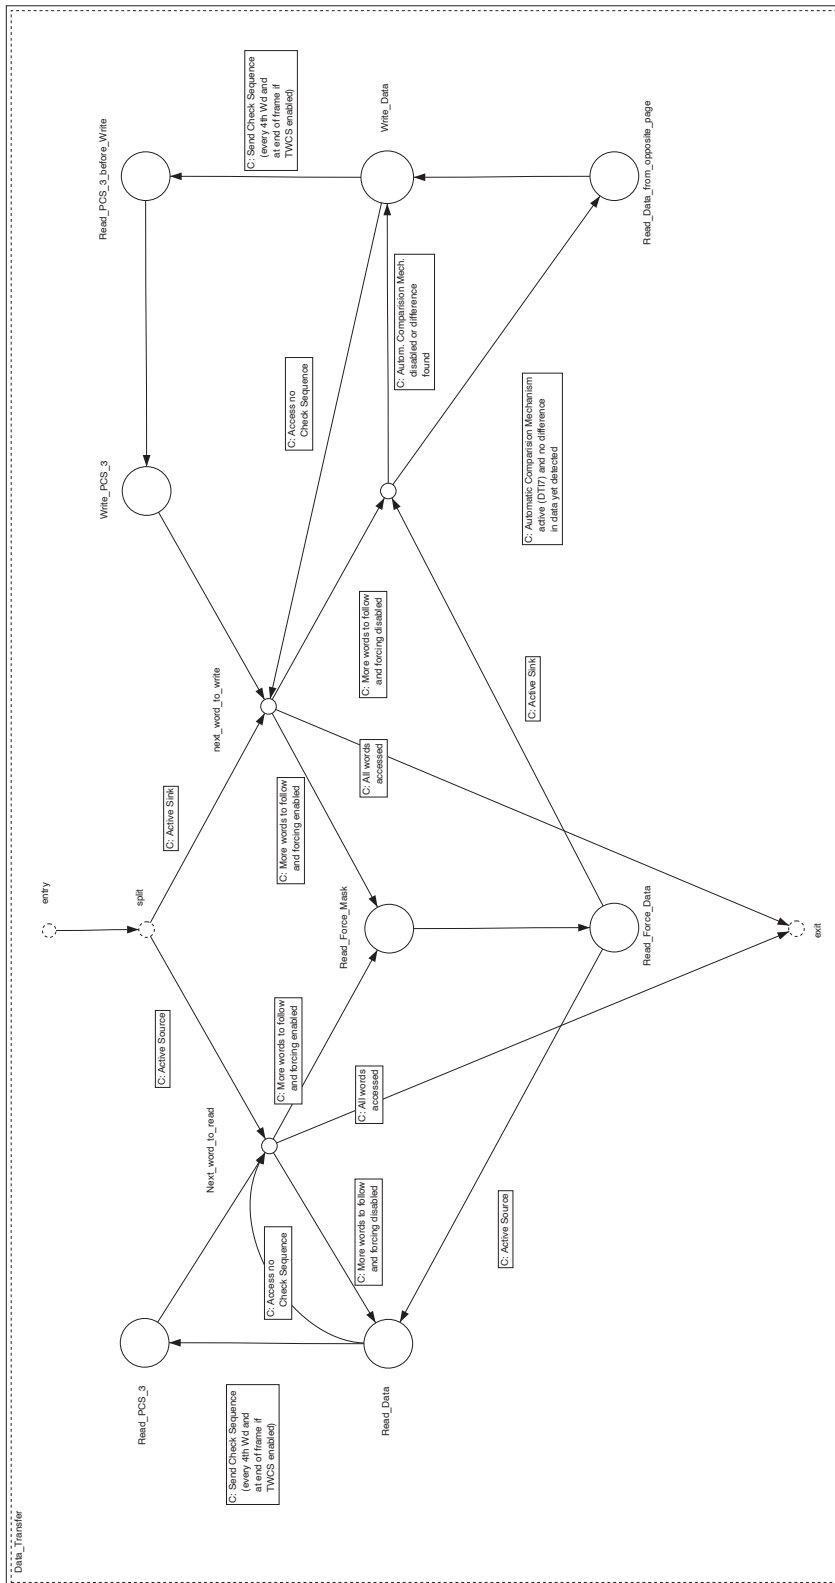 Data_Transfer
entry
Read_PCS_3
split
Write_PCS_3
Read_PCS_3_before_Write
C: Active Source
C: Active Sink
Next_word_to_read
next_word_to_write
C: Send Check Sequence
(every 4th Wd and
at end of frame if
TWCS enabled)
C: Send Check Sequence
(every 4th Wd and
at end of frame if
TWCS enabled)
C: Access no
Check Sequence
C: More words to follow
and forcing enabled
C: More words to follow
and forcing enabled
C: Access no
Check Sequence
Read_Data
C: More words to follow
and forcing disabled
C: All words
accessed
Read_Force_Mask
C: All words
accessed
C: More words to follow
and forcing disabled
C: Autom. Comparision Mech.
disabled or difference
found
Write_Data
C: Active Source
C: Active Sink
C: Automatic Comparision Mechanism
active (DTI7) and no difference
in data yet detected
Read_Force_Data
Read_Data_from_opposite_page
exit